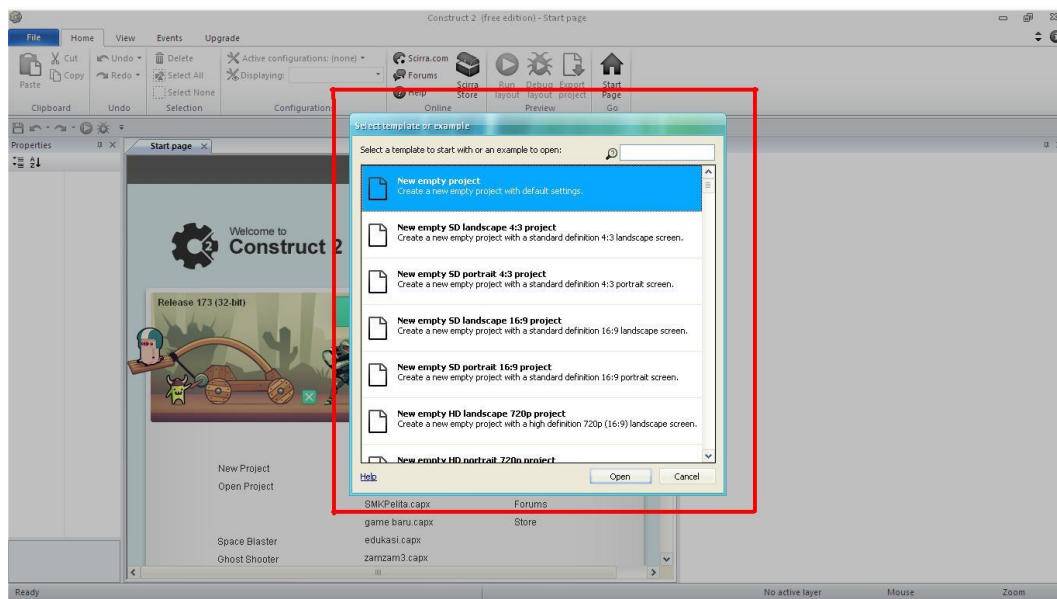 Construct 2 (free edition) - Start page
File Home View Events Upgrade
Paste
Cut
Copy
Clipboard
Undo
Redo
Undo
Delete
Select All
Select None
Selection
Active configurations: (none)
Displaying:
Configurations
Scirra.com
Forums
Help
Scirra Store
Online
Run layout
Debug layout
Export project
Preview
Start Page
Go
Properties
Start page
Welcome to
Construct 2
Release 173 (32-bit)
New Project
Open Project
Space Blaster
Ghost Shooter
SMKPelita.capx
game baru.capx
edukasi.capx
zamzam3.capx
Forums
Store
Select template or example
Select a template to start with or an example to open:
New empty project
Create a new empty project with default settings.
New empty SD landscape 4:3 project
Create a new empty project with a standard definition 4:3 landscape screen.
New empty SD portrait 4:3 project
Create a new empty project with a standard definition 4:3 portrait screen.
New empty SD landscape 16:9 project
Create a new empty project with a standard definition 16:9 landscape screen.
New empty SD portrait 16:9 project
Create a new empty project with a standard definition 16:9 portrait screen.
New empty HD landscape 720p project
Create a new empty project with a high definition 720p (16:9) landscape screen.
New empty HD portrait 720p project
Help
Open
Cancel
Ready
No active layer
Mouse
Zoom